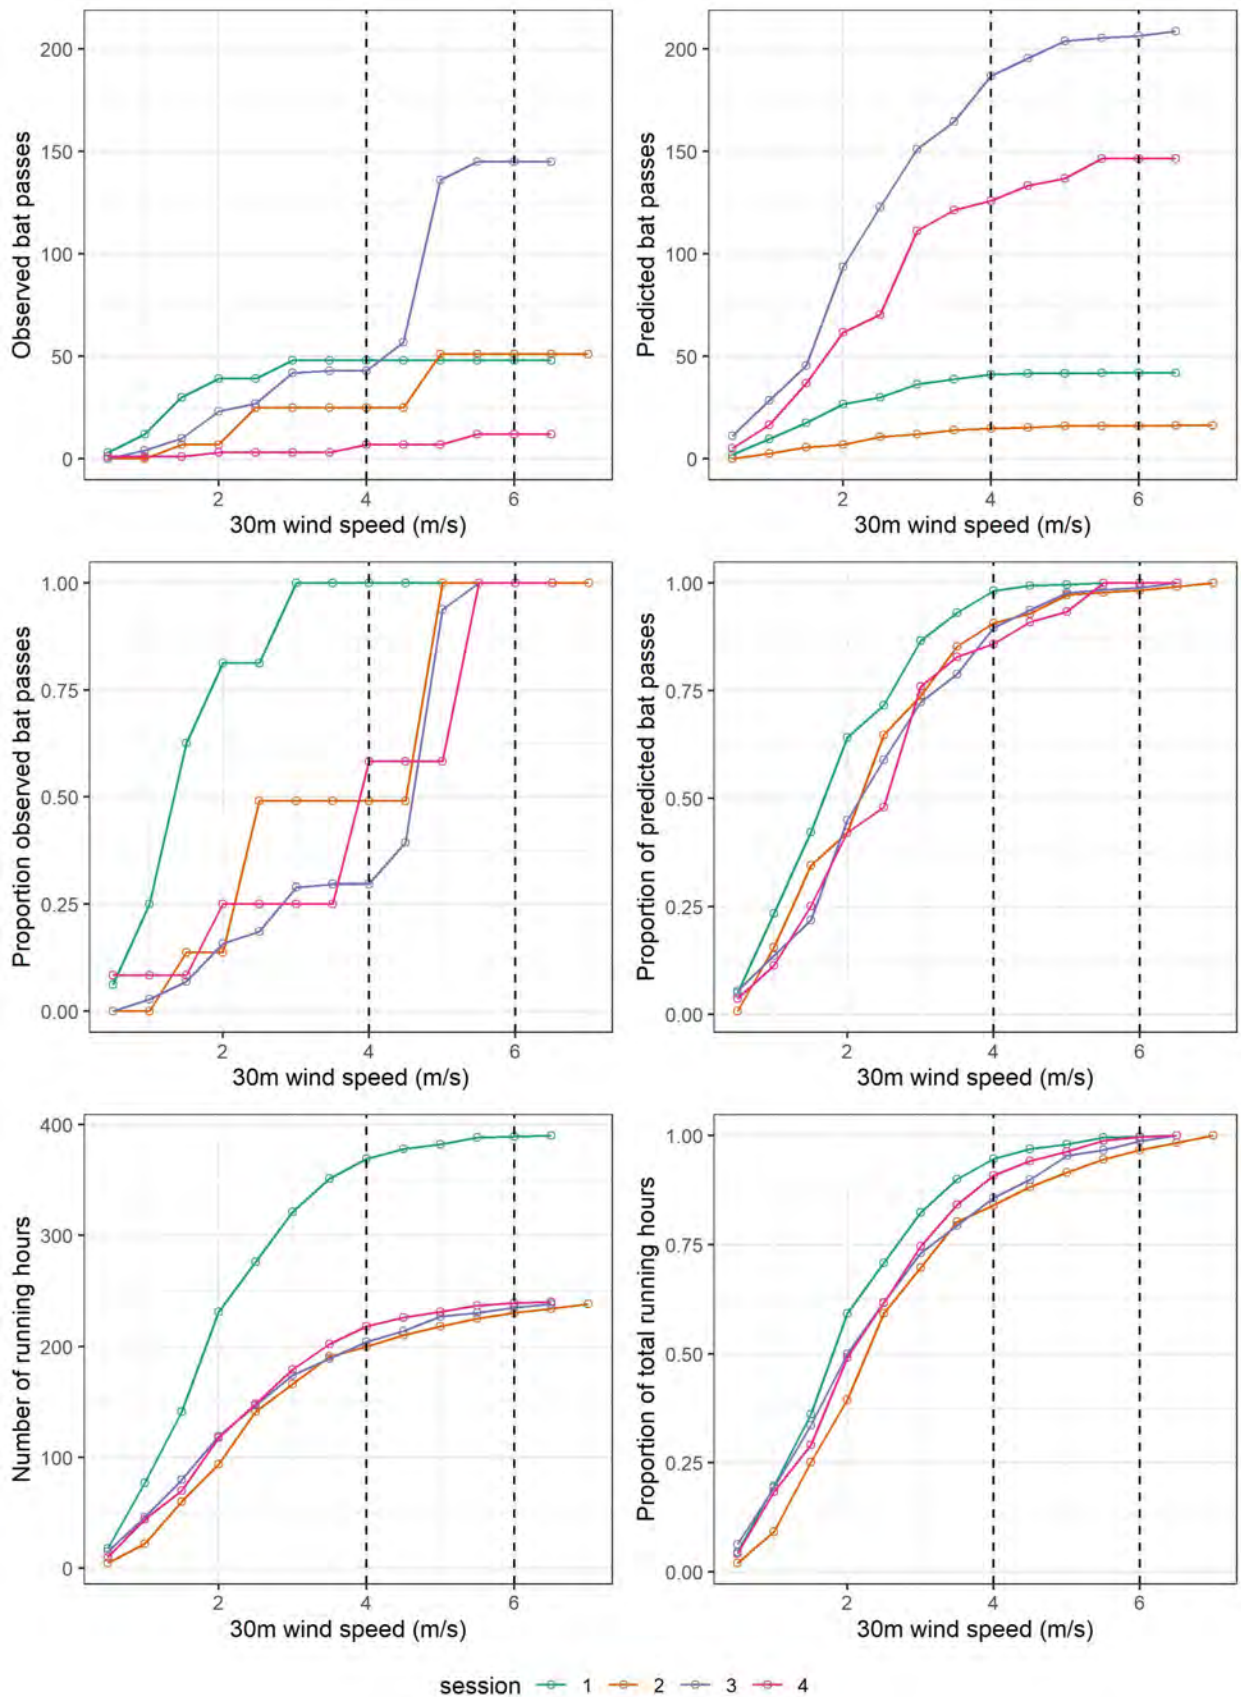 Observed bat passes
200
150
100
50
0
2 4 6
30m wind speed (m/s)
Predicted bat passes
200
150
100
50
0
2 4 6
30m wind speed (m/s)
Proportion observed bat passes
1.00
0.75
0.50
0.25
0.00
2 4 6
30m wind speed (m/s)
Proportion of predicted bat passes
1.00
0.75
0.50
0.25
0.00
2 4 6
30m wind speed (m/s)
Number of running hours
400
300
200
100
0
2 4 6
30m wind speed (m/s)
Proportion of total running hours
1.00
0.75
0.50
0.25
0.00
2 4 6
30m wind speed (m/s)
session 1 2 3 4